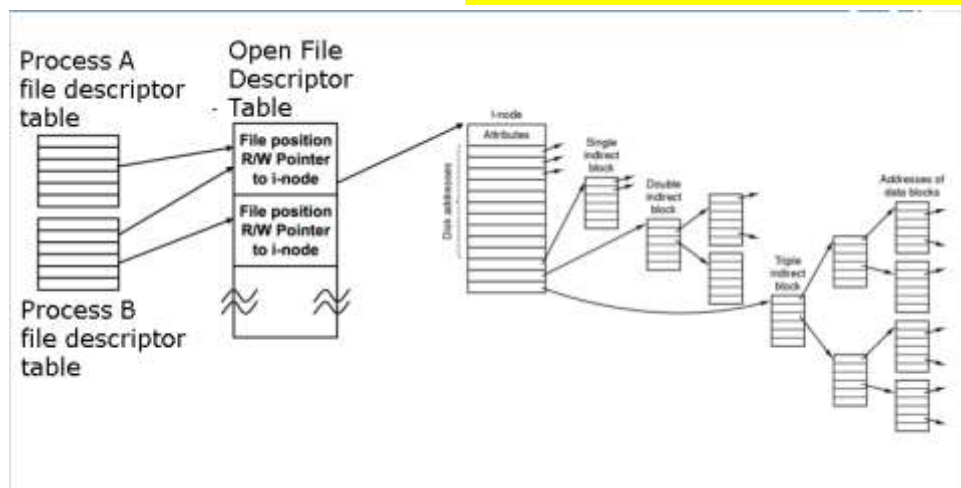 Process A
file descriptor
table
Open File
Descriptor
Table
File position
R/W Pointer
to i-node
File position
R/W Pointer
to i-node
Process B
file descriptor
table
I-node
Attributes
Disk addresses
Single
indirect
block
Double
indirect
block
Triple
indirect
block
Addresses of
data blocks